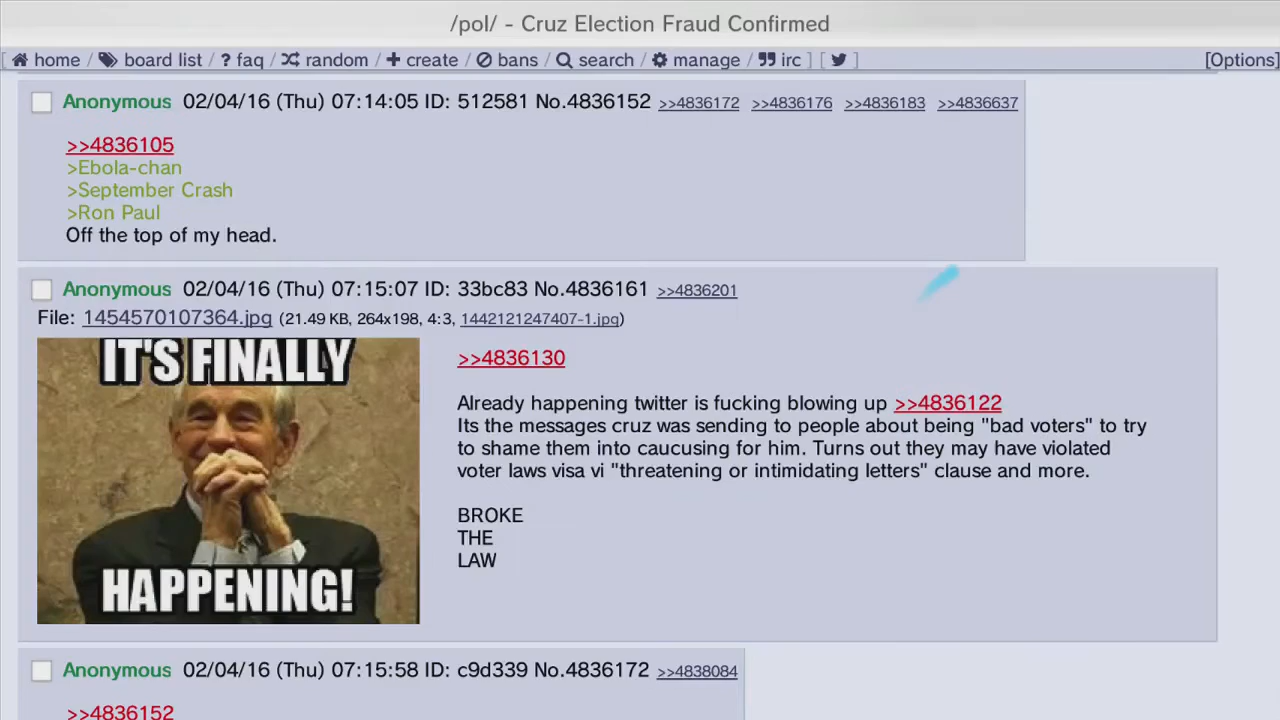 /pol/ - Cruz Election Fraud Confirmed
[ home / board list / ? faq / random / + create / bans / search / manage / irc ] [ ] [Options]
Anonymous 02/04/16 (Thu) 07:14:05 ID: 512581 No.4836152 >>4836172 >>4836176 >>4836183 >>4836637
>>4836105
>Ebola-chan
>September Crash
>Ron Paul
Off the top of my head.
Anonymous 02/04/16 (Thu) 07:15:07 ID: 33bc83 No.4836161 >>4836201
File: 1454570107364.jpg (21.49 KB, 264x198, 4:3, 1442121247407-1.jpg)
IT'S FINALLY
HAPPENING!
>>4836130
Already happening twitter is fucking blowing up >>4836122
Its the messages cruz was sending to people about being "bad voters" to try
to shame them into caucusing for him. Turns out they may have violated
voter laws visa vi "threatening or intimidating letters" clause and more.
BROKE
THE
LAW
Anonymous 02/04/16 (Thu) 07:15:58 ID: c9d339 No.4836172 >>4838084
>>4836152